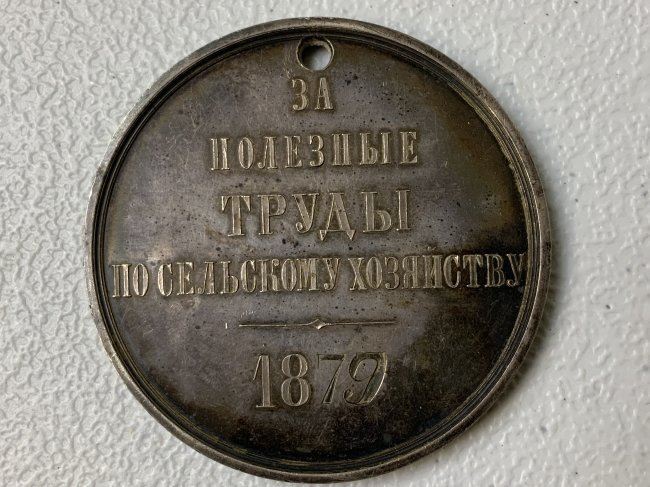 ЗА
ПОЛЕЗНЫЕ
ТРУДЫ
ПО СЕЛЬСКОМУ ХОЗЯЙСТВУ
1879